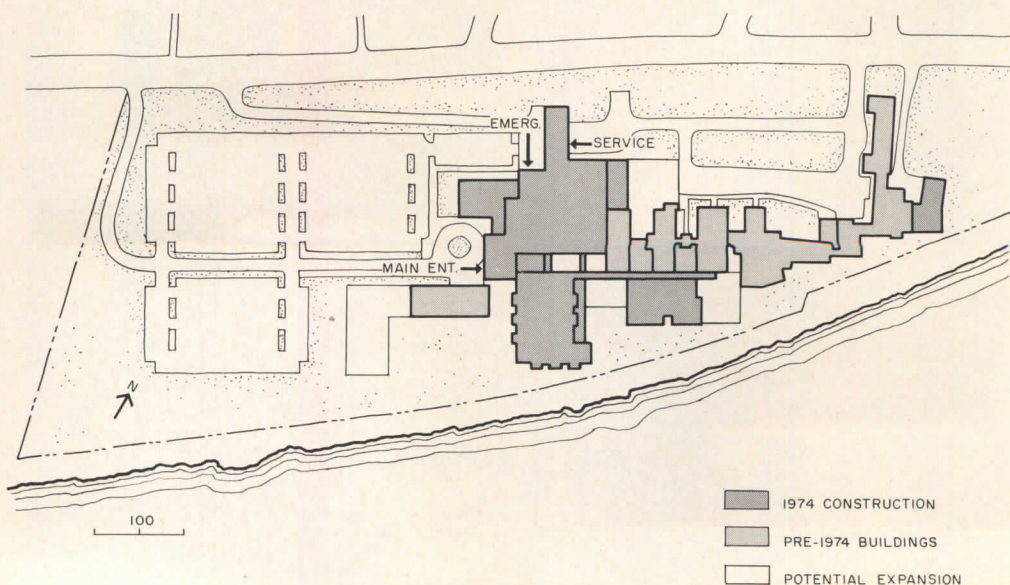 EMERG.
SERVICE
MAIN ENT.
N
100
1974 CONSTRUCTION
PRE-1974 BUILDINGS
POTENTIAL EXPANSION